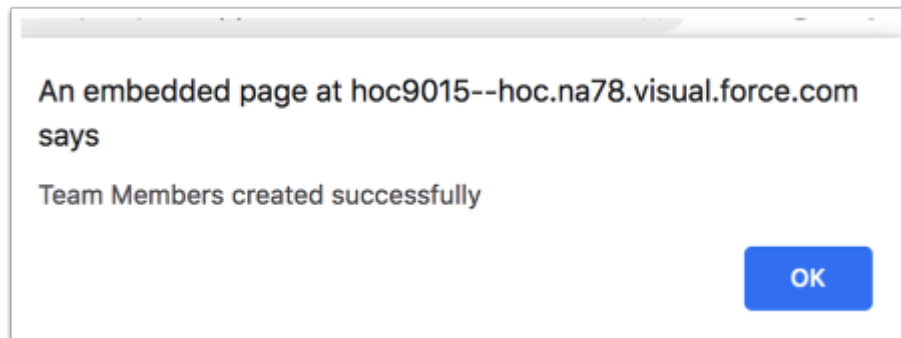 An embedded page at hoc9015--hoc.na78.visual.force.com
says
Team Members created successfully
OK